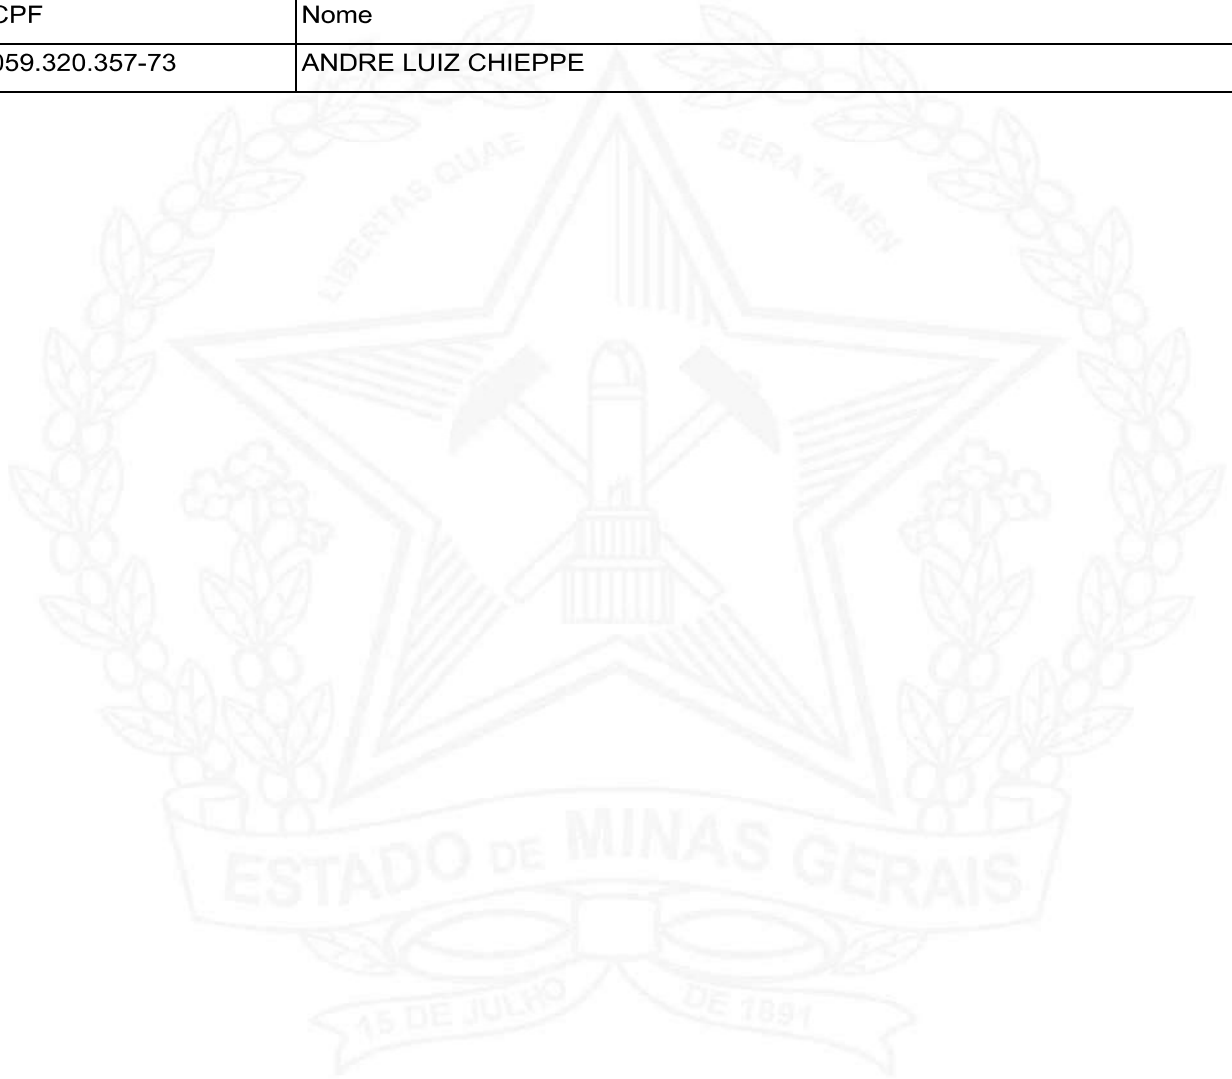 CPF Nome
059.320.357-73 ANDRE LUIZ CHIEPPE
LIBERTAS QUAE SERA TAMEN
ESTADO DE MINAS GERAIS
15 DE JULHO DE 1891